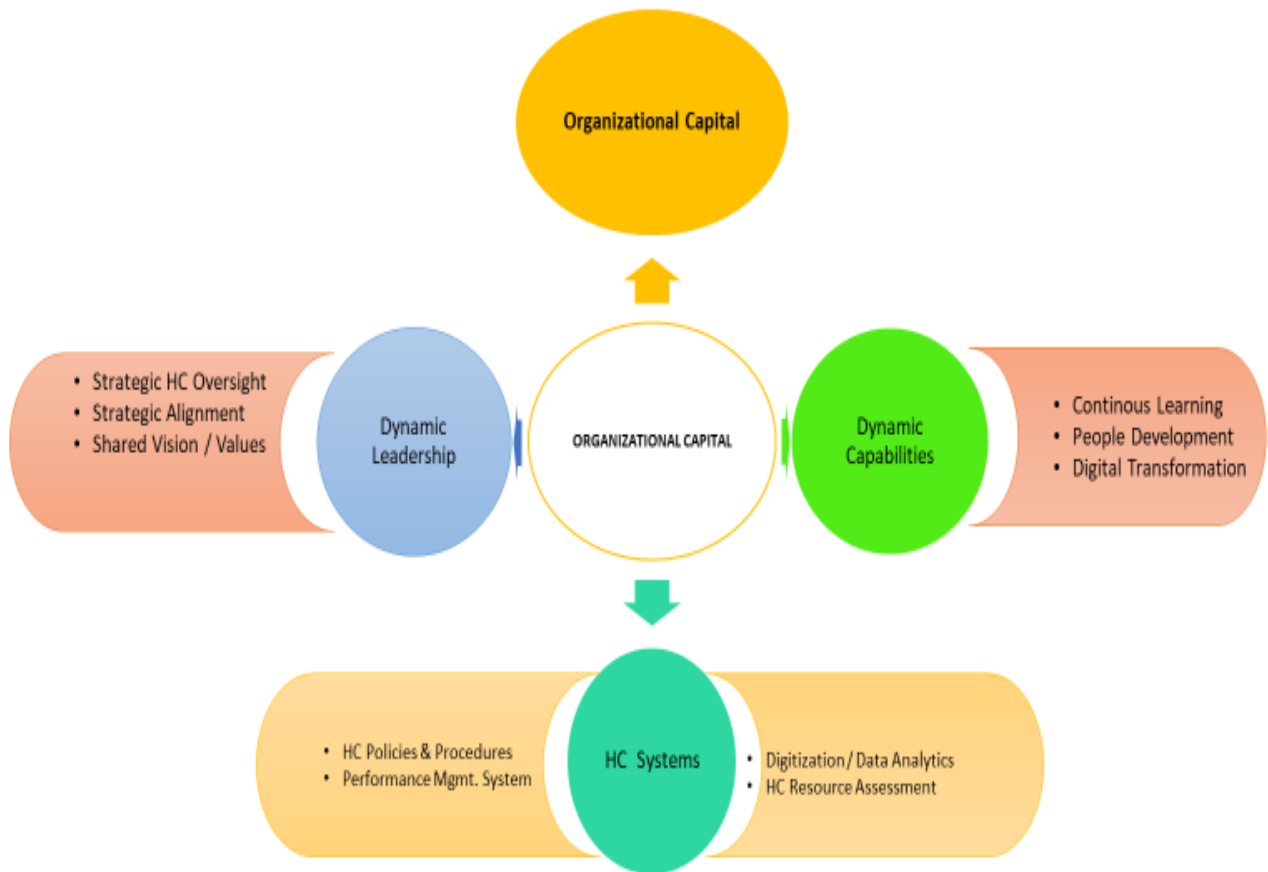 Organizational Capital
• Strategic HC Oversight
• Strategic Alignment
• Shared Vision / Values
Dynamic
Leadership
ORGANIZATIONAL CAPITAL
Dynamic
Capabilities
• Continous Learning
• People Development
• Digital Transformation
• HC Policies & Procedures
• Performance Mgmt. System
HC Systems
• Digitization / Data Analytics
• HC Resource Assessment